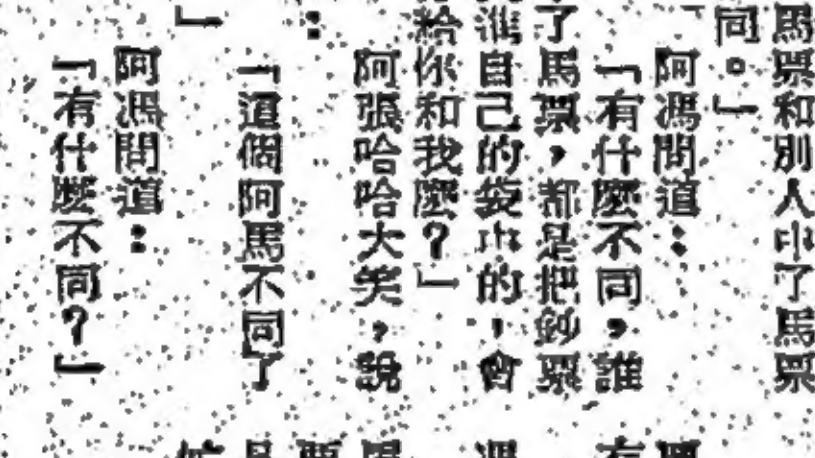 馬票和別人中了馬票
同。」
阿馮問道：
「有什麼不同，誰
了馬票，都是把鈔票
進自己的袋中的，會
給你和我麼？」
阿張哈哈大笑，說
：
「這個阿馬不同了
」
阿馮問道：
「有什麽不同？」